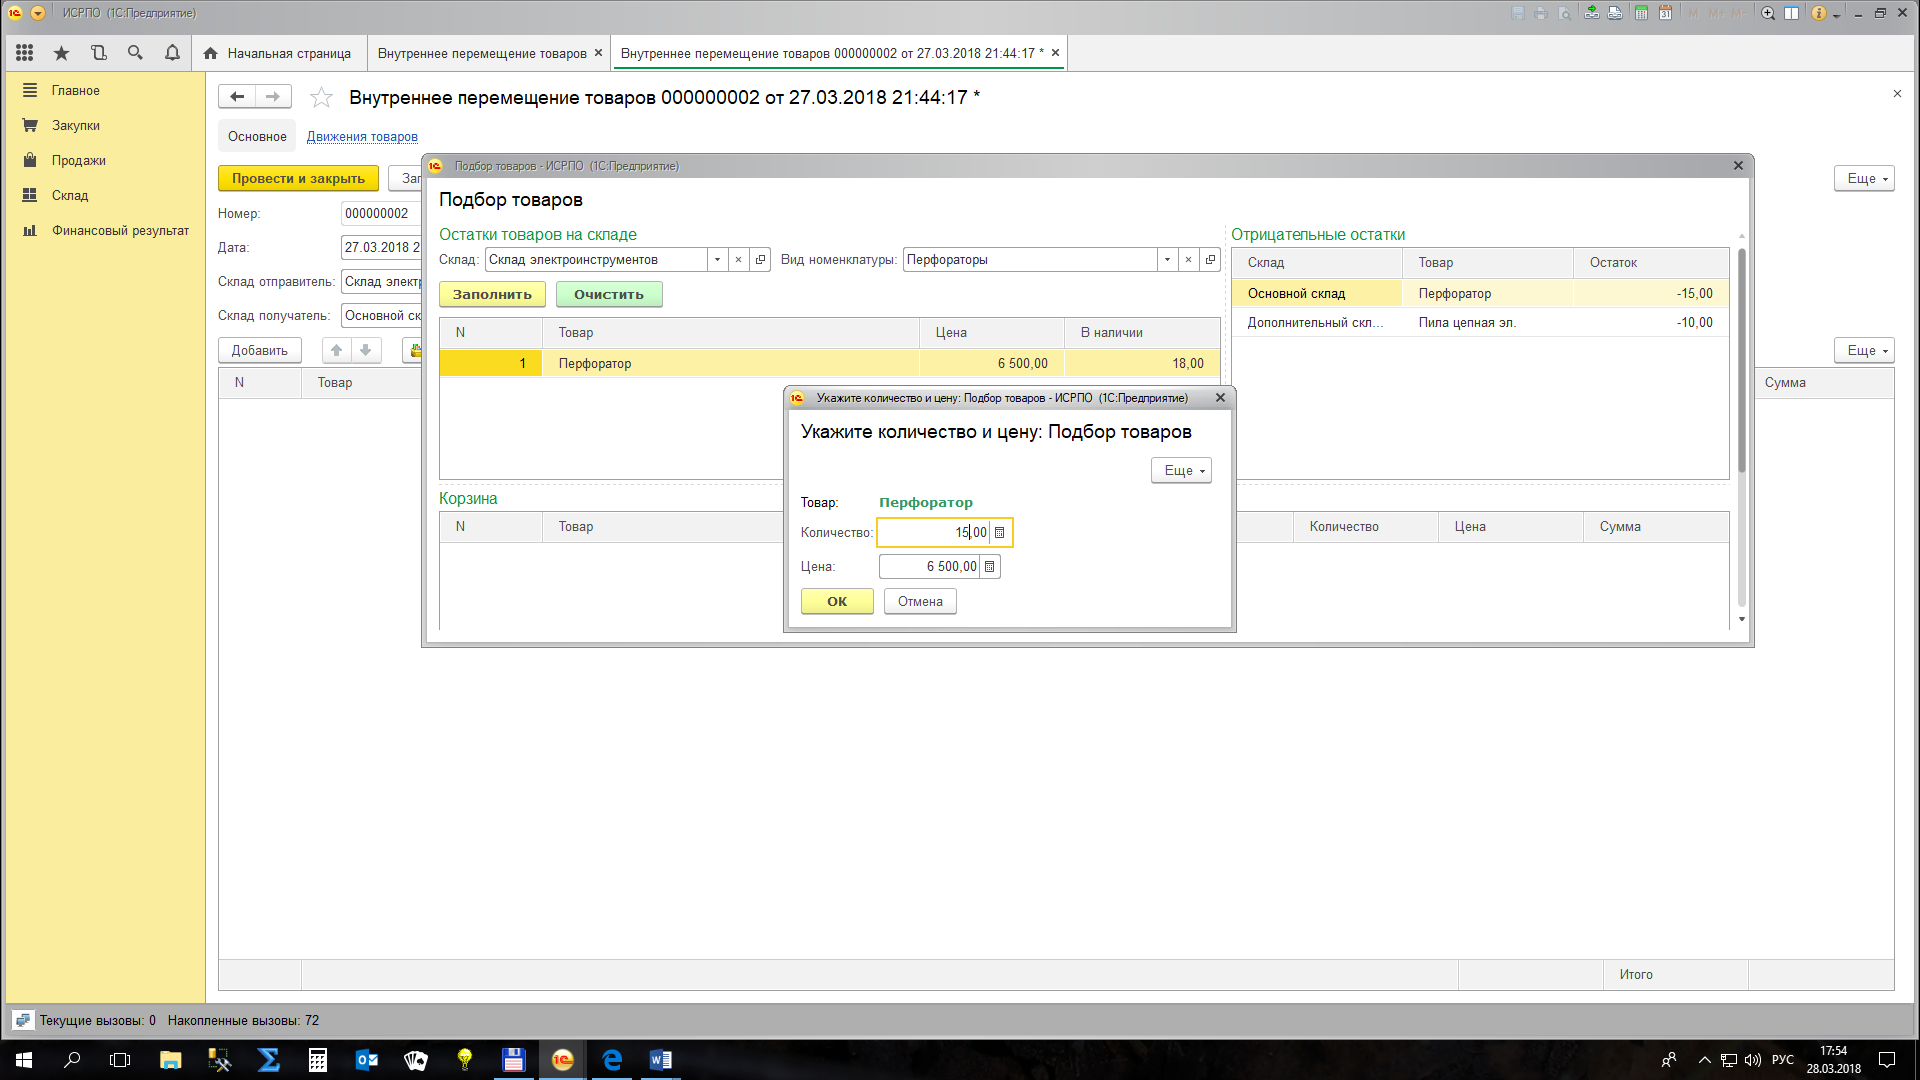 ИСРПО (1С:Предприятие)
M M+ M-
Начальная страница
Внутреннее перемещение товаров
Внутреннее перемещение товаров 000000002 от 27.03.2018 21:44:17 *
Главное
Закупки
Продажи
Склад
Финансовый результат
Внутреннее перемещение товаров 000000002 от 27.03.2018 21:44:17 *
Основное Движения товаров
Провести и закрыть
Еще
Номер: 000000002
Дата: 27.03.2018 2
Склад отправитель:
Склад получатель:
Добавить
Еще
N Товар Сумма
Итого
Подбор товаров - ИСРПО (1С:Предприятие)
Подбор товаров
Остатки товаров на складе
Склад: Склад электроинструментов
Вид номенклатуры: Перфораторы
Заполнить Очистить
N Товар Цена В наличии
1 Перфоратор 6 500,00 18,00
Отрицательные остатки
Склад Товар Остаток
Основной склад Перфоратор -15,00
Дополнительный скл... Пила цепная эл. -10,00
Корзина
N Товар Количество Цена Сумма
Укажите количество и цену: Подбор товаров - ИСРПО (1С:Предприятие)
Укажите количество и цену: Подбор товаров
Еще
Товар: Перфоратор
Количество: 15,00
Цена: 6 500,00
ОК Отмена
Текущие вызовы: 0 Накопленные вызовы: 72
РУС
17:54
28.03.2018